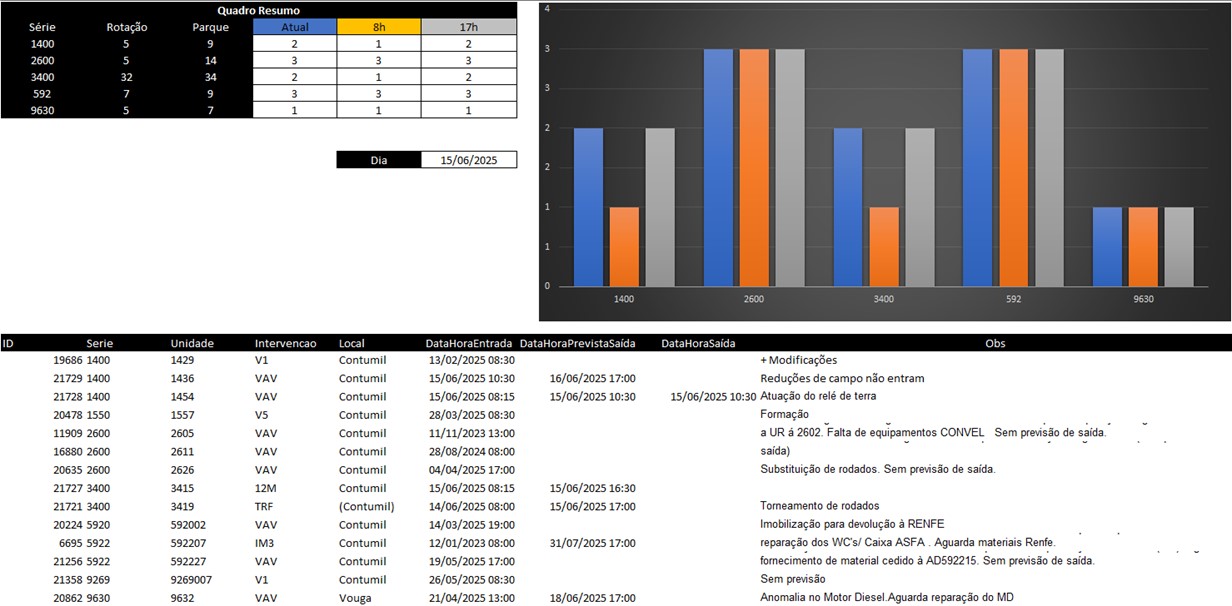 Quadro Resumo
Série Rotação Parque Atual 8h 17h
1400 5 9 2 1 2
2600 5 14 3 3 3
3400 32 34 2 1 2
592 7 9 3 3 3
9630 5 7 1 1 1
Dia 15/06/2025
4
3
3
2
2
1
1
0
1400 2600 3400 592 9630
ID Serie Unidade Intervencao Local DataHoraEntrada DataHoraPrevistaSaída DataHoraSaída Obs
19686 1400 1429 V1 Contumil 13/02/2025 08:30 + Modificações
21729 1400 1436 VAV Contumil 15/06/2025 10:30 16/06/2025 17:00 Reduções de campo não entram
21728 1400 1454 VAV Contumil 15/06/2025 08:15 15/06/2025 10:30 15/06/2025 10:30 Atuação do relé de terra
20478 1550 1557 V5 Contumil 28/03/2025 08:30 Formação
11909 2600 2605 VAV Contumil 11/11/2023 13:00 a UR á 2602. Falta de equipamentos CONVEL Sem previsão de saída.
16880 2600 2611 VAV Contumil 28/08/2024 08:00 saída)
20635 2600 2626 VAV Contumil 04/04/2025 17:00 Substituição de rodados. Sem previsão de saída.
21727 3400 3415 12M Contumil 15/06/2025 08:15 15/06/2025 16:30
21721 3400 3419 TRF (Contumil) 14/06/2025 08:00 15/06/2025 17:00 Torneamento de rodados
20224 5920 592002 VAV Contumil 14/03/2025 19:00 Imobilização para devolução à RENFE
6695 5922 592207 IM3 Contumil 12/01/2023 08:00 31/07/2025 17:00 reparação dos WC's/ Caixa ASFA . Aguarda materiais Renfe.
21256 5922 592227 VAV Contumil 19/05/2025 17:00 fornecimento de material cedido à AD592215. Sem previsão de saída.
21358 9269 9269007 V1 Contumil 26/05/2025 08:30 Sem previsão
20862 9630 9632 VAV Vouga 21/04/2025 13:00 18/06/2025 17:00 Anomalia no Motor Diesel.Aguarda reparação do MD